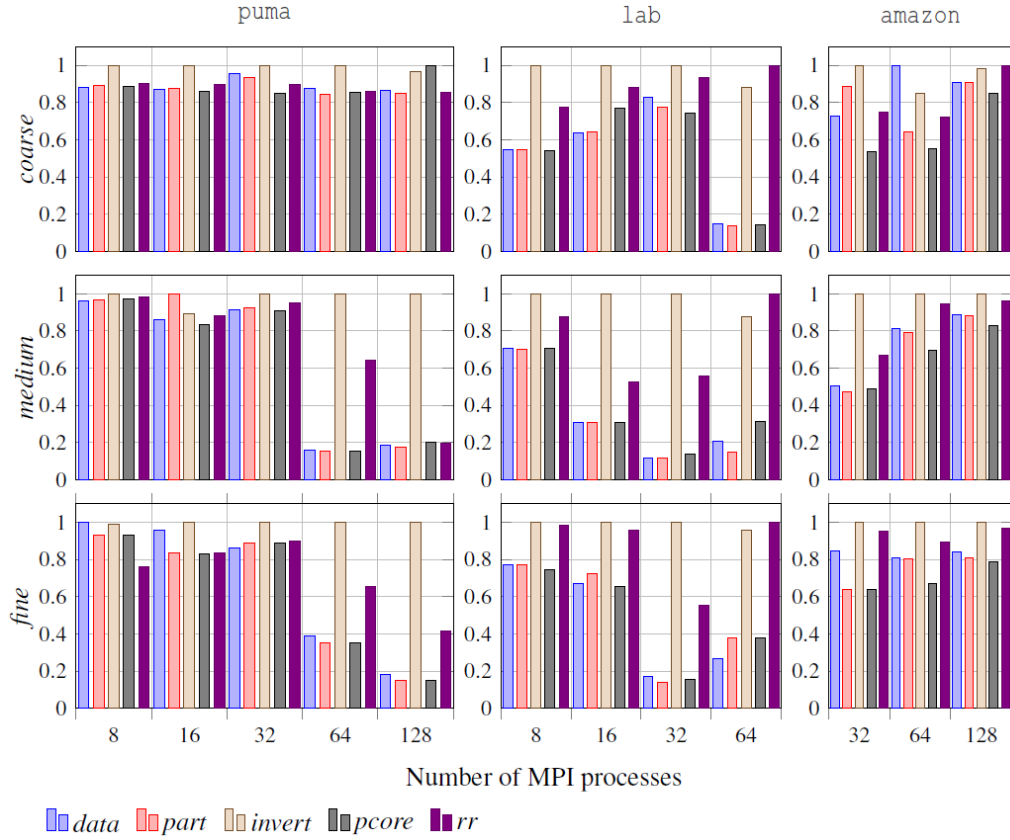 puma lab amazon
1 1 1
0.8 0.8 0.8
0.6 0.6 0.6
coarse
0.4 0.4 0.4
0.2 0.2 0.2
0 0 0
1 1 1
0.8 0.8 0.8
0.6 0.6 0.6
medium
0.4 0.4 0.4
0.2 0.2 0.2
0 0 0
1 1 1
0.8 0.8 0.8
0.6 0.6 0.6
fine
0.4 0.4 0.4
0.2 0.2 0.2
0 0 0
8 16 32 64 128 8 16 32 64 32 64 128
Number of MPI processes
data part invert pcore rr